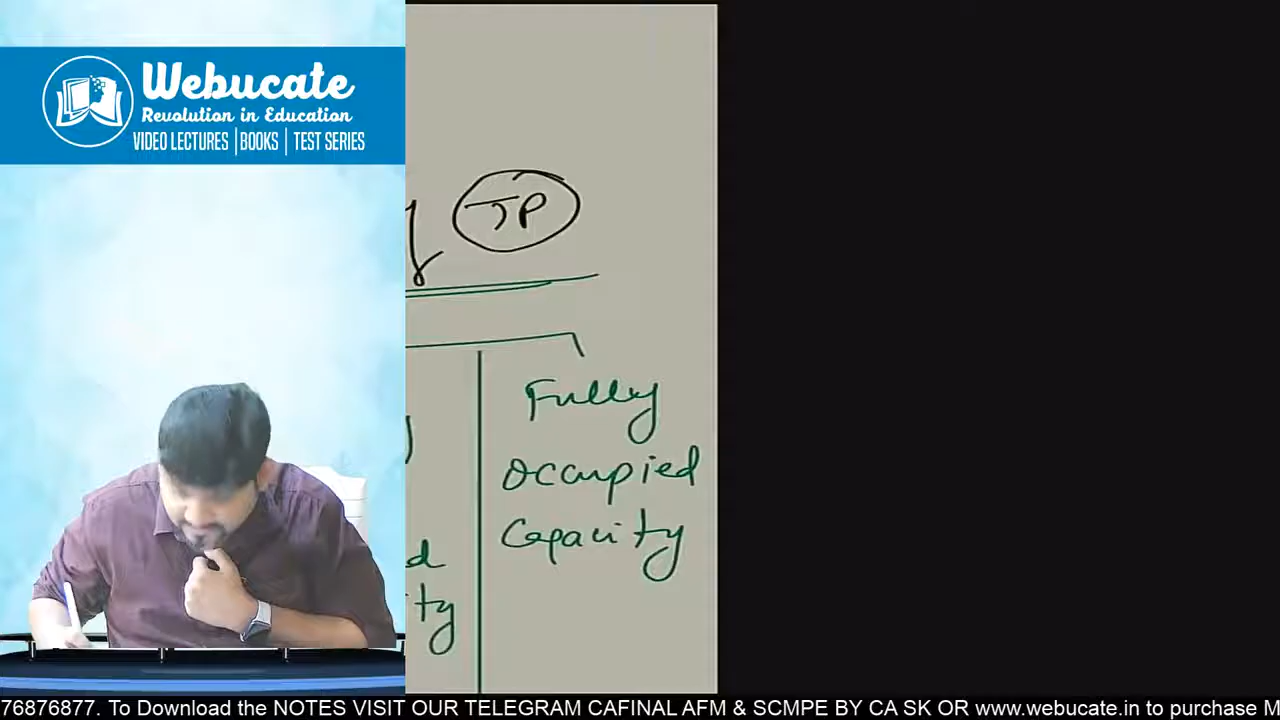 Webucate
Revolution in Education
VIDEO LECTURES | BOOKS | TEST SERIES
TP
Fully
Occupied
Capacity
d
ty
76876877. To Download the NOTES VISIT OUR TELEGRAM CAFINAL AFM & SCMPE BY CA SK OR www.webucate.in to purchase M